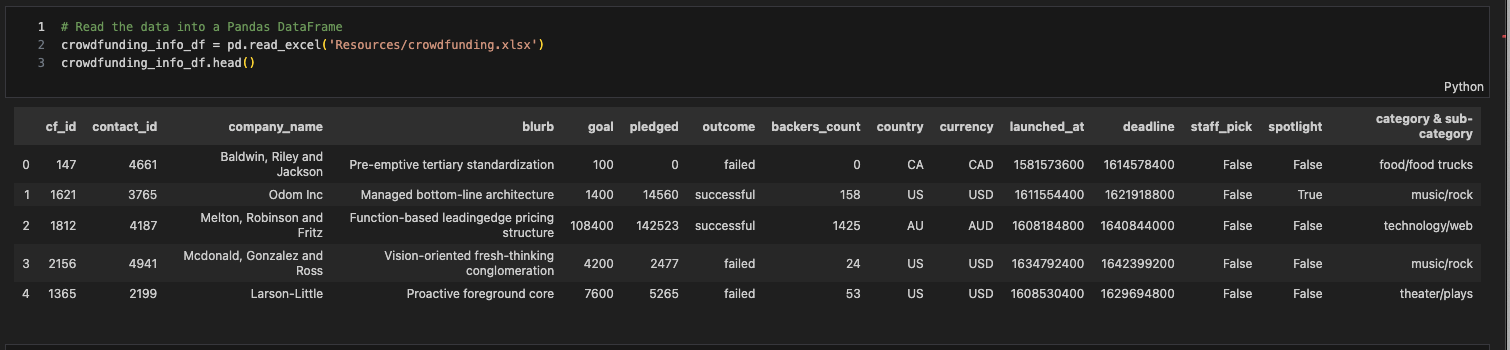 1 # Read the data into a Pandas DataFrame
2 crowdfunding_info_df = pd.read_excel('Resources/crowdfunding.xlsx')
3 crowdfunding_info_df.head()
Python
cf_id contact_id company_name blurb goal pledged outcome backers_count country currency launched_at deadline staff_pick spotlight category & sub-category
0 147 4661 Baldwin, Riley and Jackson Pre-emptive tertiary standardization 100 0 failed 0 CA CAD 1581573600 1614578400 False False food/food trucks
1 1621 3765 Odom Inc Managed bottom-line architecture 1400 14560 successful 158 US USD 1611554400 1621918800 False True music/rock
2 1812 4187 Melton, Robinson and Fritz Function-based leadingedge pricing structure 108400 142523 successful 1425 AU AUD 1608184800 1640844000 False False technology/web
3 2156 4941 Mcdonald, Gonzalez and Ross Vision-oriented fresh-thinking conglomeration 4200 2477 failed 24 US USD 1634792400 1642399200 False False music/rock
4 1365 2199 Larson-Little Proactive foreground core 7600 5265 failed 53 US USD 1608530400 1629694800 False False theater/plays